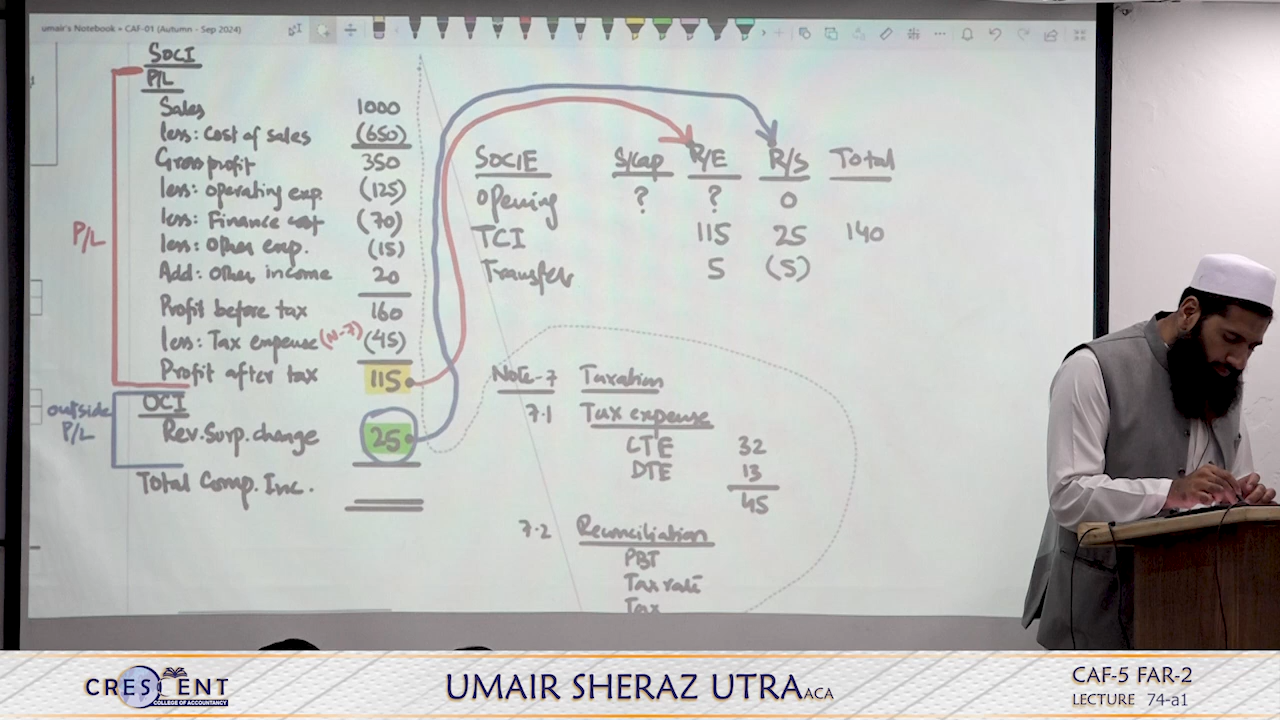 umair's Notebook » CAF-01 (Autumn - Sep 2024)
SOCI
P/L
Sales 1000
less: Cost of sales (650)
Gross profit 350
less: operating exp. (125)
less: Finance cost (70)
less: Other exp. (15)
Add: Other income 20
Profit before tax 160
less: Tax expense (N-7) (45)
Profit after tax 115
P/L
OCI
Rev. Surp. change 25
outside P/L
Total Comp. Inc.
SOCIE S/Cap R/E R/S Total
Opening ? ? 0
TCI 115 25 140
Transfer 5 (5)
Note-7 Taxation
7.1 Tax expense
CTE 32
DTE 13
45
7.2 Reconciliation
PBT
Tax rate
Tax
CRESCENT
COLLEGE OF ACCOUNTANCY
UMAIR SHERAZ UTRA ACA
CAF-5 FAR-2
LECTURE 74-a1